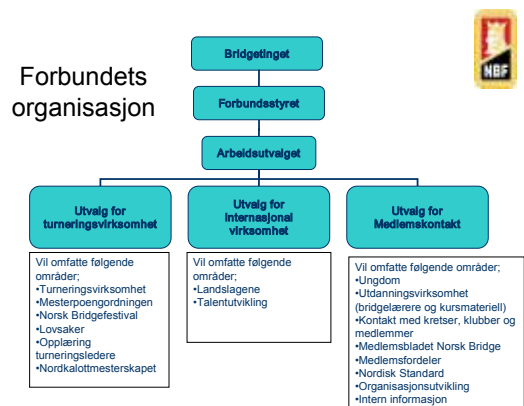 Forbundets
organisasjon
NBF
Bridgetinget
Forbundsstyret
Arbeidsutvalget
Utvalg for
turneringsvirksomhet
Utvalg for
Internasjonal
virksomhet
Utvalg for
Medlemskontakt
Vil omfatte følgende
områder;
•Turneringsvirksomhet
•Mesterpoengordningen
•Norsk Bridgefestival
•Lovsaker
•Opplæring
turneringsledere
•Nordkalottmesterskapet
Vil omfatte følgende
områder;
•Landslagene
•Talentutvikling
Vil omfatte følgende områder;
•Ungdom
•Utdanningsvirksomhet
(bridgelærere og kursmateriell)
•Kontakt med kretser, klubber og
medlemmer
•Medlemsbladet Norsk Bridge
•Medlemsfordeler
•Nordisk Standard
•Organisasjonsutvikling
•Intern informasjon